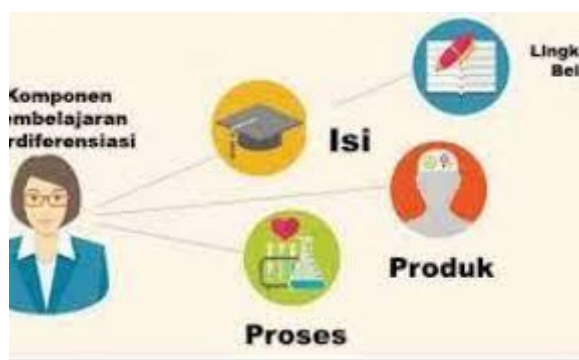 Komponen
embelajaran
rdiferensiasi
Isi
Lingk
Bel
Produk
Proses